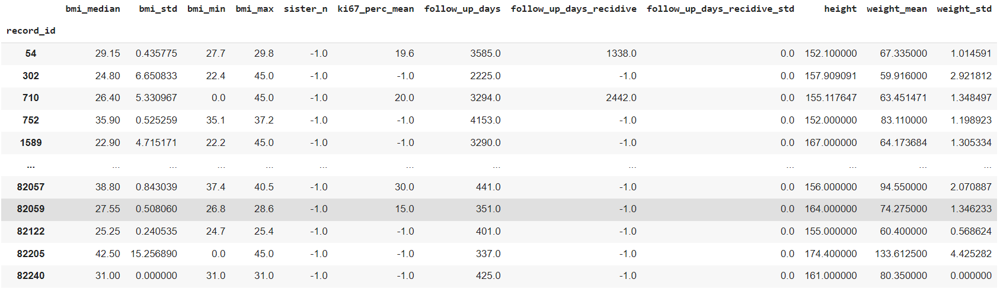 bmi_median bmi_std bmi_min bmi_max sister_n ki67_perc_mean follow_up_days follow_up_days_recidive follow_up_days_recidive_std height weight_mean weight_std
record_id
54 29.15 0.435775 27.7 29.8 -1.0 19.6 3585.0 1338.0 0.0 152.100000 67.335000 1.014591
302 24.80 6.650833 22.4 45.0 -1.0 -1.0 2225.0 -1.0 0.0 157.909091 59.916000 2.921812
710 26.40 5.330967 0.0 45.0 -1.0 20.0 3294.0 2442.0 0.0 155.117647 63.451471 1.348497
752 35.90 0.525259 35.1 37.2 -1.0 -1.0 4153.0 -1.0 0.0 152.000000 83.110000 1.198923
1589 22.90 4.715171 22.2 45.0 -1.0 -1.0 3290.0 -1.0 0.0 167.000000 64.173684 1.305334
... ... ... ... ... ... ... ... ... ... ... ... ...
82057 38.80 0.843039 37.4 40.5 -1.0 30.0 441.0 -1.0 0.0 156.000000 94.550000 2.070887
82059 27.55 0.508060 26.8 28.6 -1.0 15.0 351.0 -1.0 0.0 164.000000 74.275000 1.346233
82122 25.25 0.240535 24.7 25.4 -1.0 -1.0 401.0 -1.0 0.0 155.000000 60.400000 0.568624
82205 42.50 15.256890 0.0 45.0 -1.0 -1.0 337.0 -1.0 0.0 174.400000 133.612500 4.425282
82240 31.00 0.000000 31.0 31.0 -1.0 -1.0 425.0 -1.0 0.0 161.000000 80.350000 0.000000